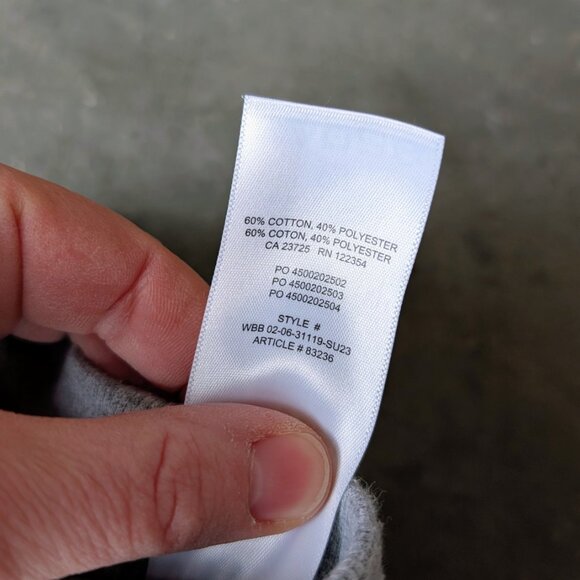 60% COTTON, 40% POLYESTER
60% COTON, 40% POLYESTER
CA 23725 RN 122354
PO 4500202502
PO 4500202503
PO 4500202504
STYLE #
WBB 02-06-31119-SU23
ARTICLE # 83236